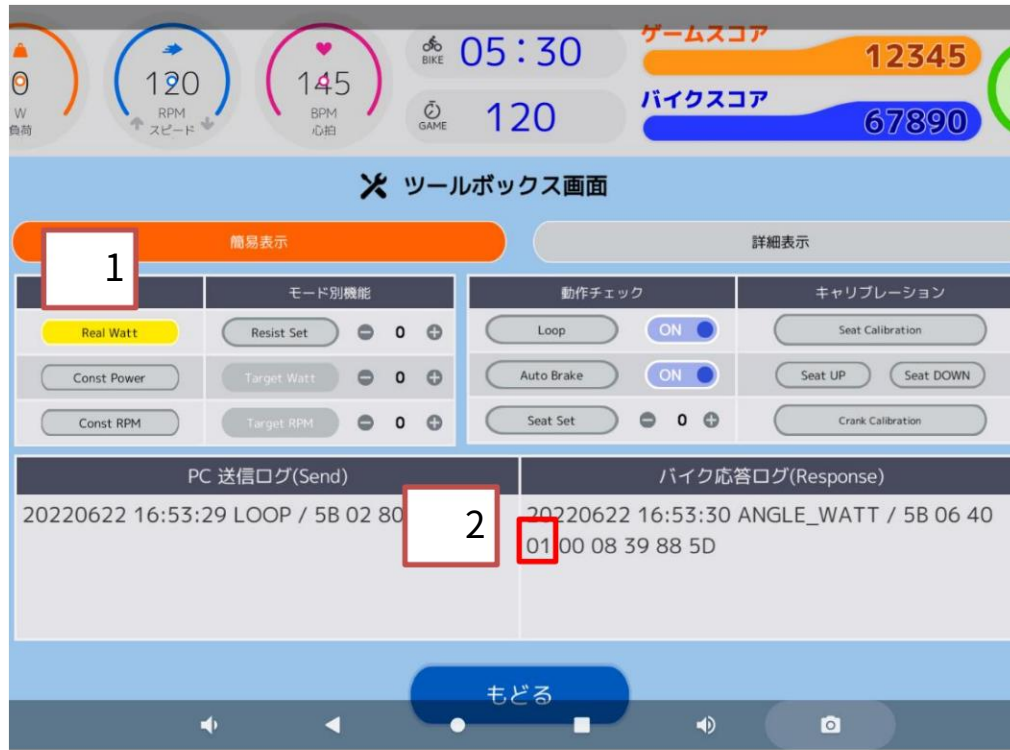 0
W
負荷
120
RPM
スピード
145
BPM
心拍
BIKE 05:30
GAME 120
ゲームスコア
12345
バイクスコア
67890
ツールボックス画面
簡易表示 詳細表示
1
モード別機能 動作チェック キャリブレーション
Real Watt Resist Set 0 Loop ON Seat Calibration
Const Power Target Watt 0 Auto Brake ON Seat UP Seat DOWN
Const RPM Target RPM 0 Seat Set 0 Crank Calibration
PC 送信ログ(Send) バイク応答ログ(Response)
20220622 16:53:29 LOOP / 5B 02 80
2
20220622 16:53:30 ANGLE_WATT / 5B 06 40
01 00 08 39 88 5D
もどる